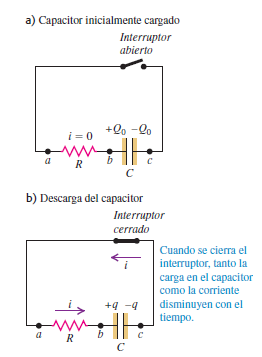 a) Capacitor inicialmente cargado
Interruptor
abierto
i = 0
+Q₀ –Q₀
a
R
b
c
C
b) Descarga del capacitor
Interruptor
cerrado
i
Cuando se cierra el
interruptor, tanto la
carga en el capacitor
como la corriente
disminuyen con el
tiempo.
i
+q –q
a
R
b
c
C